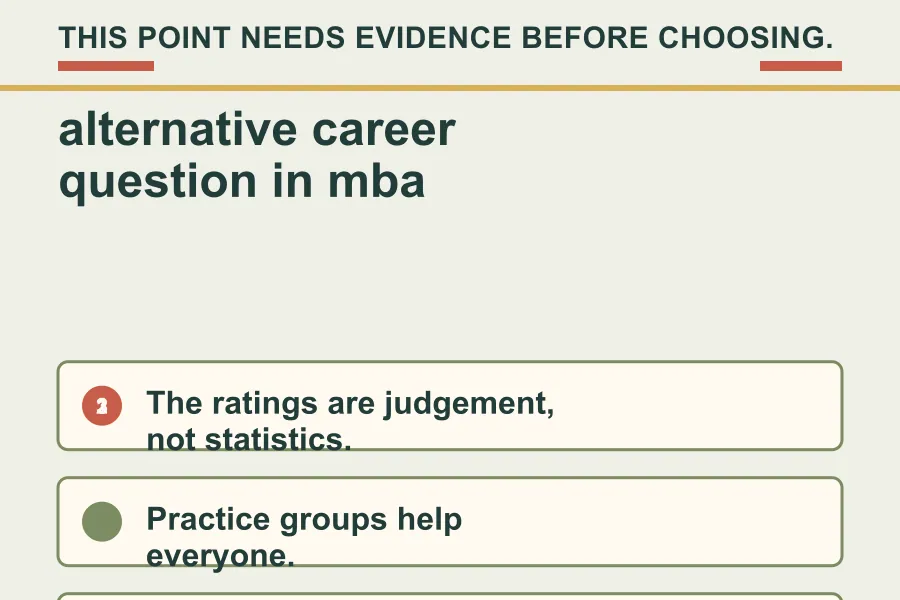 THIS POINT NEEDS EVIDENCE BEFORE CHOOSING.
alternative career
question in mba
The ratings are judgement,
not statistics.
Practice groups help
everyone.